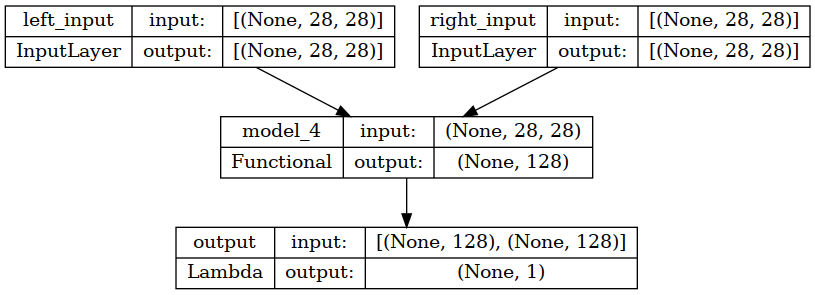 left_input input: [(None, 28, 28)]
InputLayer output: [(None, 28, 28)]
right_input input: [(None, 28, 28)]
InputLayer output: [(None, 28, 28)]
model_4 input: (None, 28, 28)
Functional output: (None, 128)
output input: [(None, 128), (None, 128)]
Lambda output: (None, 1)